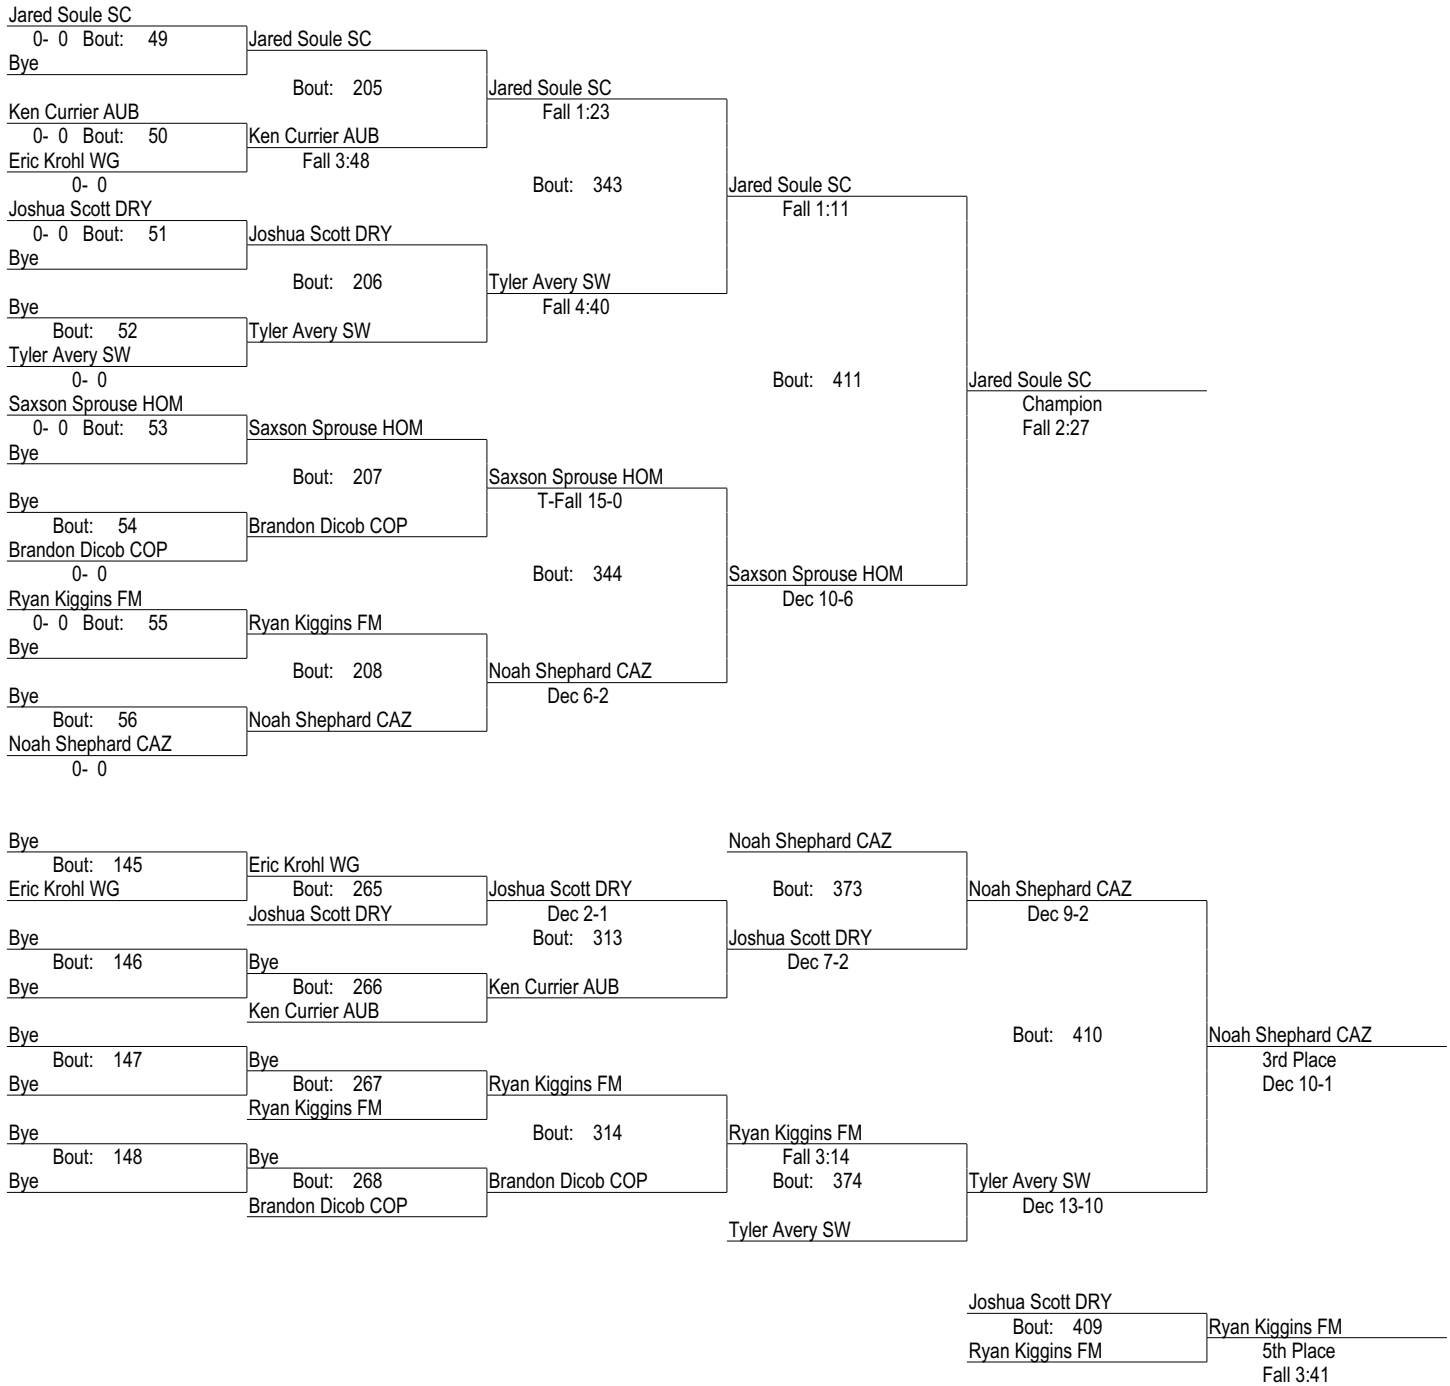 Jared Soule SC
0- 0 Bout: 49
Jared Soule SC
Bye
Bout: 205
Jared Soule SC
Ken Currier AUB
Fall 1:23
0- 0 Bout: 50
Ken Currier AUB
Eric Krohl WG
Fall 3:48
0- 0
Bout: 343
Jared Soule SC
Joshua Scott DRY
Fall 1:11
0- 0 Bout: 51
Joshua Scott DRY
Bye
Bout: 206
Tyler Avery SW
Bye
Fall 4:40
Bout: 52
Tyler Avery SW
Tyler Avery SW
0- 0
Bout: 411
Jared Soule SC
Saxson Sprouse HOM
Champion
0- 0 Bout: 53
Saxson Sprouse HOM
Fall 2:27
Bye
Bout: 207
Saxson Sprouse HOM
Bye
T-Fall 15-0
Bout: 54
Brandon Dicob COP
Brandon Dicob COP
0- 0
Bout: 344
Saxson Sprouse HOM
Ryan Kiggins FM
Dec 10-6
0- 0 Bout: 55
Ryan Kiggins FM
Bye
Bout: 208
Noah Shephard CAZ
Bye
Dec 6-2
Bout: 56
Noah Shephard CAZ
Noah Shephard CAZ
0- 0
Bye
Noah Shephard CAZ
Bout: 145
Eric Krohl WG
Eric Krohl WG
Bout: 265
Joshua Scott DRY
Bout: 373
Noah Shephard CAZ
Joshua Scott DRY
Dec 2-1
Dec 9-2
Bye
Bout: 313
Joshua Scott DRY
Bout: 146
Bye
Dec 7-2
Bye
Bout: 266
Ken Currier AUB
Ken Currier AUB
Bye
Bout: 410
Noah Shephard CAZ
Bout: 147
Bye
3rd Place
Bye
Bout: 267
Ryan Kiggins FM
Dec 10-1
Ryan Kiggins FM
Bye
Bout: 314
Ryan Kiggins FM
Bout: 148
Bye
Fall 3:14
Bye
Bout: 268
Brandon Dicob COP
Bout: 374
Tyler Avery SW
Brandon Dicob COP
Dec 13-10
Tyler Avery SW
Joshua Scott DRY
Bout: 409
Ryan Kiggins FM
Ryan Kiggins FM
5th Place
Fall 3:41